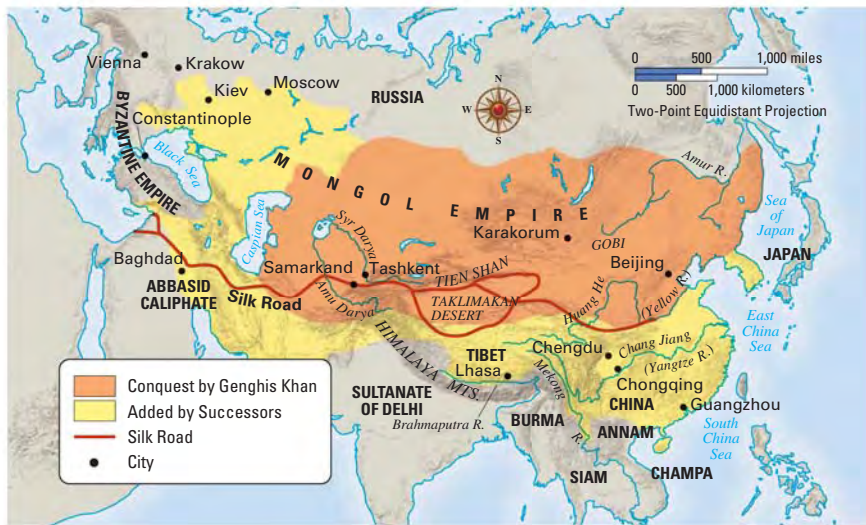 Vienna
Krakow
Kiev
Moscow
RUSSIA
N
W E
S
0 500 1,000 miles
0 500 1,000 kilometers
Two-Point Equidistant Projection
Constantinople
BYZANTINE EMPIRE
Black Sea
MONGOL EMPIRE
Amur R.
Sea
of
Japan
JAPAN
Caspian Sea
Syr Darya
Karakorum
GOBI
Baghdad
ABBASID
CALIPHATE
Silk Road
Samarkand
Tashkent
TIEN SHAN
Beijing
Amu Darya
TAKLIMAKAN
DESERT
Huang He
(Yellow R.)
East
China
Sea
HIMALAYA MTS.
TIBET
Lhasa
Chengdu
Chang Jiang
(Yangtze R.)
Chongqing
CHINA
Mekong R.
SULTANATE
OF DELHI
Brahmaputra R.
BURMA
Guangzhou
ANNAM
South
China
Sea
SIAM
CHAMPA
Conquest by Genghis Khan
Added by Successors
Silk Road
City